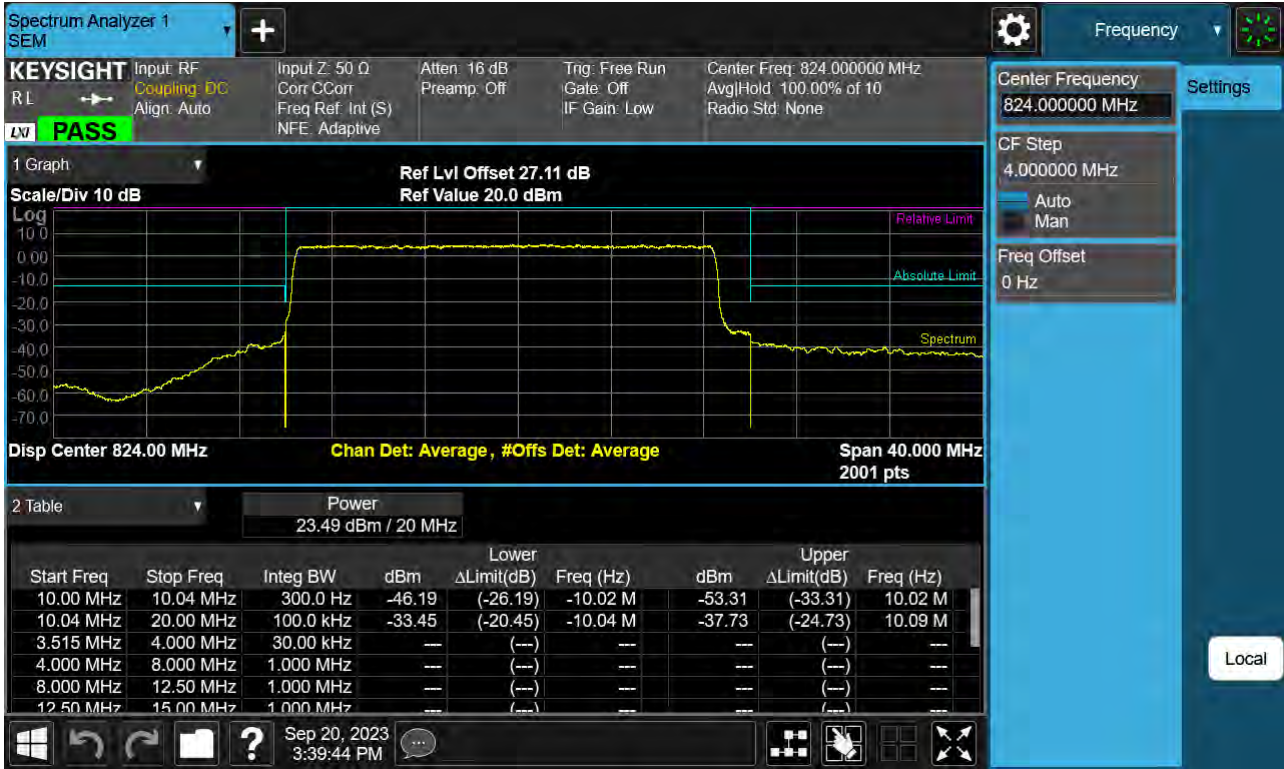 Spectrum Analyzer 1
SEM
Frequency
KEYSIGHT
RL
LXI
PASS
Input: RF
Coupling: DC
Align: Auto
Input Z: 50 Ω
Corr CCorr
Freq Ref: Int (S)
NFE: Adaptive
Atten: 16 dB
Preamp: Off
Trig: Free Run
Gate: Off
IF Gain: Low
Center Freq: 824.000000 MHz
Avg|Hold: 100.00% of 10
Radio Std: None
Center Frequency
824.000000 MHz
Settings
CF Step
4.000000 MHz
Auto
Man
Freq Offset
0 Hz
Local
1 Graph
Scale/Div 10 dB
Ref Lvl Offset 27.11 dB
Ref Value 20.0 dBm
Log
10.0
0.00
-10.0
-20.0
-30.0
-40.0
-50.0
-60.0
-70.0
Relative Limit
Absolute Limit
Spectrum
Disp Center 824.00 MHz
Chan Det: Average, #Offs Det: Average
Span 40.000 MHz
2001 pts
2 Table
Power
23.49 dBm / 20 MHz
Lower Upper
Start Freq Stop Freq Integ BW dBm ΔLimit(dB) Freq (Hz) dBm ΔLimit(dB) Freq (Hz)
10.00 MHz 10.04 MHz 300.0 Hz -46.19 (-26.19) -10.02 M -53.31 (-33.31) 10.02 M
10.04 MHz 20.00 MHz 100.0 kHz -33.45 (-20.45) -10.04 M -37.73 (-24.73) 10.09 M
3.515 MHz 4.000 MHz 30.00 kHz --- (---) --- --- (---) ---
4.000 MHz 8.000 MHz 1.000 MHz --- (---) --- --- (---) ---
8.000 MHz 12.50 MHz 1.000 MHz --- (---) --- --- (---) ---
12.50 MHz 15.00 MHz 1.000 MHz --- (---) --- --- (---) ---
Sep 20, 2023
3:39:44 PM